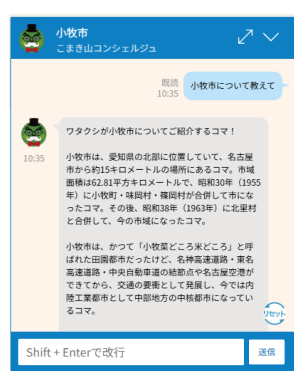 小牧市
こまき山コンシェルジュ
既読
10:35
小牧市について教えて
ワタクシが小牧市についてご紹介するコマ！
10:35
小牧市は、愛知県の北部に位置していて、名古屋
市から約15キロメートルの場所にあるコマ。市域
面積は62.81平方キロメートルで、昭和30年（1955
年）に小牧町・味岡村・篠岡村が合併して市にな
ったコマ。その後、昭和38年（1963年）に北里村
と合併して、今の市域になったコマ。
小牧市は、かつて「小牧菜どころ米どころ」と呼
ばれた田園都市だったけど、名神高速道路・東名
高速道路・中央自動車道の結節点や名古屋空港が
できてから、交通の要衝として発展し、今では内
陸工業都市として中部地方の中核都市になってい
るコマ。
リセット
Shift + Enterで改行
送信